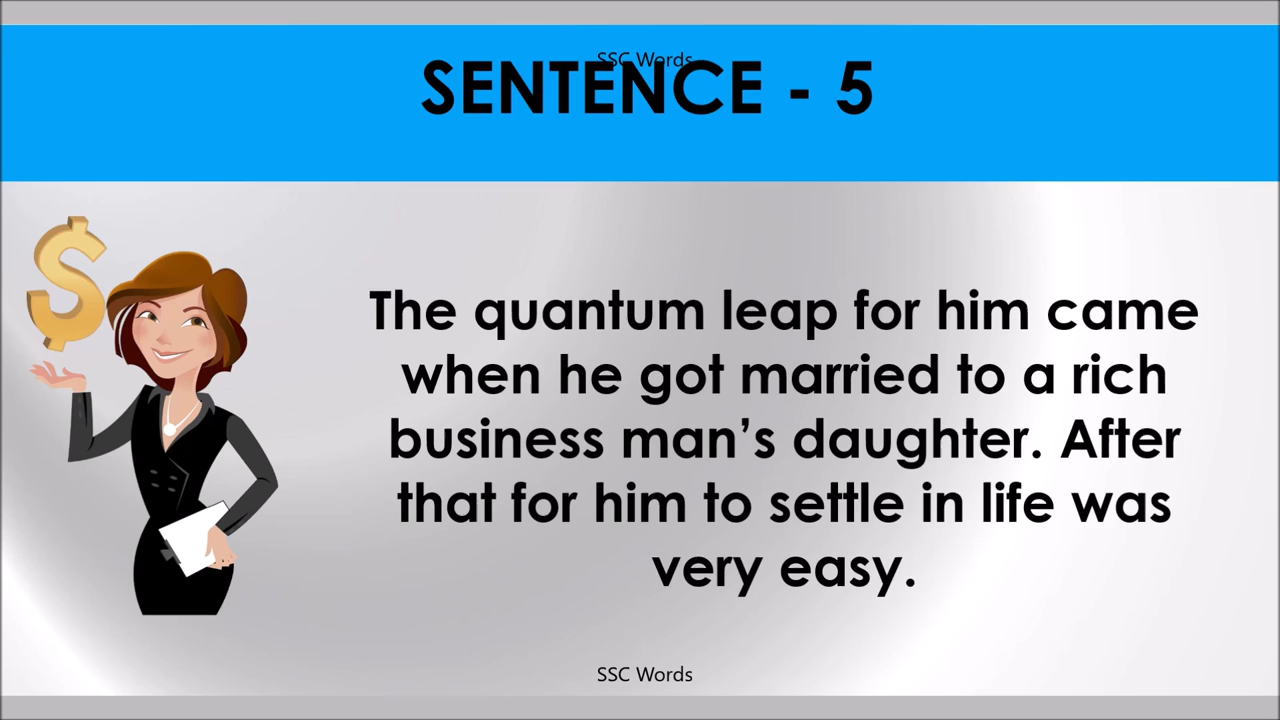 SSC Words
SENTENCE - 5
The quantum leap for him came
when he got married to a rich
business man’s daughter. After
that for him to settle in life was
very easy.
SSC Words